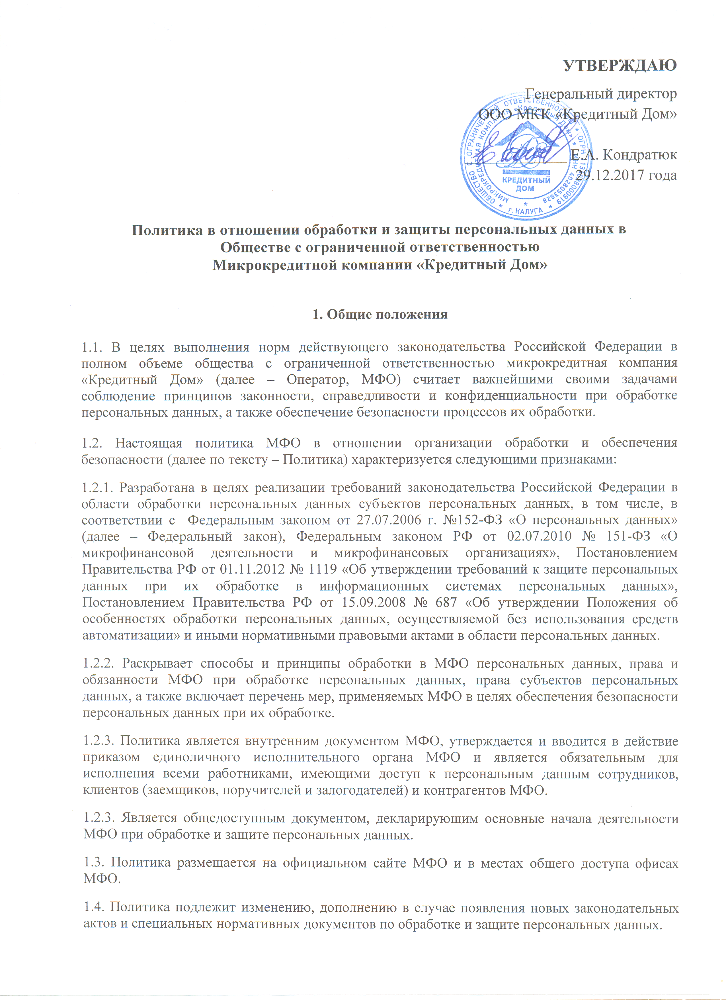 УТВЕРЖДАЮ
Генеральный директор
ООО МКК «Кредитный Дом»
Е.А. Кондратюк
29.12.2017 года
ОБЩЕСТВО С ОГРАНИЧЕННОЙ ОТВЕТСТВЕННОСТЬЮ * ОГРН
* г. КАЛУГА *
МИКРОКРЕДИТНАЯ КОМПАНИЯ «Кредитный Дом» * ИНН 4028053828
*
КРЕДИТНЫЙ
ДОМ
Политика в отношении обработки и защиты персональных данных в
Обществе с ограниченной ответственностью
Микрокредитной компании «Кредитный Дом»
1. Общие положения
1.1. В целях выполнения норм действующего законодательства Российской Федерации в
полном объеме общества с ограниченной ответственностью микрокредитная компания
«Кредитный Дом» (далее – Оператор, МФО) считает важнейшими своими задачами
соблюдение принципов законности, справедливости и конфиденциальности при обработке
персональных данных, а также обеспечение безопасности процессов их обработки.
1.2. Настоящая политика МФО в отношении организации обработки и обеспечения
безопасности (далее по тексту – Политика) характеризуется следующими признаками:
1.2.1. Разработана в целях реализации требований законодательства Российской Федерации в
области обработки персональных данных субъектов персональных данных, в том числе, в
соответствии с Федеральным законом от 27.07.2006 г. №152-ФЗ «О персональных данных»
(далее – Федеральный закон), Федеральным законом РФ от 02.07.2010 № 151-ФЗ «О
микрофинансовой деятельности и микрофинансовых организациях», Постановлением
Правительства РФ от 01.11.2012 № 1119 «Об утверждении требований к защите персональных
данных при их обработке в информационных системах персональных данных»,
Постановлением Правительства РФ от 15.09.2008 № 687 «Об утверждении Положения об
особенностях обработки персональных данных, осуществляемой без использования средств
автоматизации» и иными нормативными правовыми актами в области персональных данных.
1.2.2. Раскрывает способы и принципы обработки в МФО персональных данных, права и
обязанности МФО при обработке персональных данных, права субъектов персональных
данных, а также включает перечень мер, применяемых МФО в целях обеспечения безопасности
персональных данных при их обработке.
1.2.3. Политика является внутренним документом МФО, утверждается и вводится в действие
приказом единоличного исполнительного органа МФО и является обязательным для
исполнения всеми работниками, имеющими доступ к персональным данным сотрудников,
клиентов (заемщиков, поручителей и залогодателей) и контрагентов МФО.
1.2.3. Является общедоступным документом, декларирующим основные начала деятельности
МФО при обработке и защите персональных данных.
1.3. Политика размещается на официальном сайте МФО и в местах общего доступа офисах
МФО.
1.4. Политика подлежит изменению, дополнению в случае появления новых законодательных
актов и специальных нормативных документов по обработке и защите персональных данных.